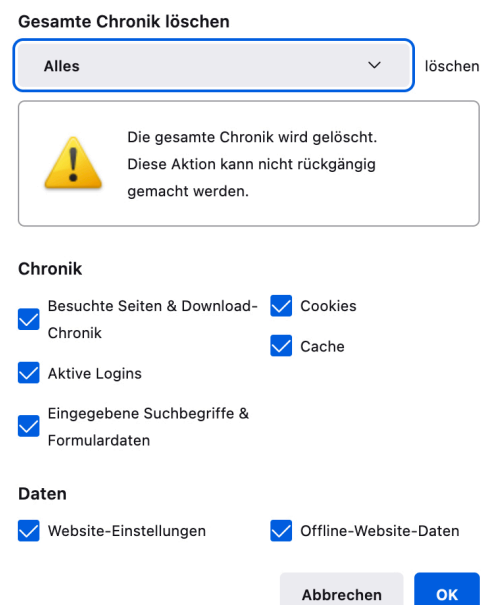 Gesamte Chronik löschen
Alles löschen
Die gesamte Chronik wird gelöscht.
Diese Aktion kann nicht rückgängig
gemacht werden.
Chronik
Besuchte Seiten & Download-
Chronik
Cookies
Cache
Aktive Logins
Eingegebene Suchbegriffe &
Formulardaten
Daten
Website-Einstellungen
Offline-Website-Daten
Abbrechen
OK